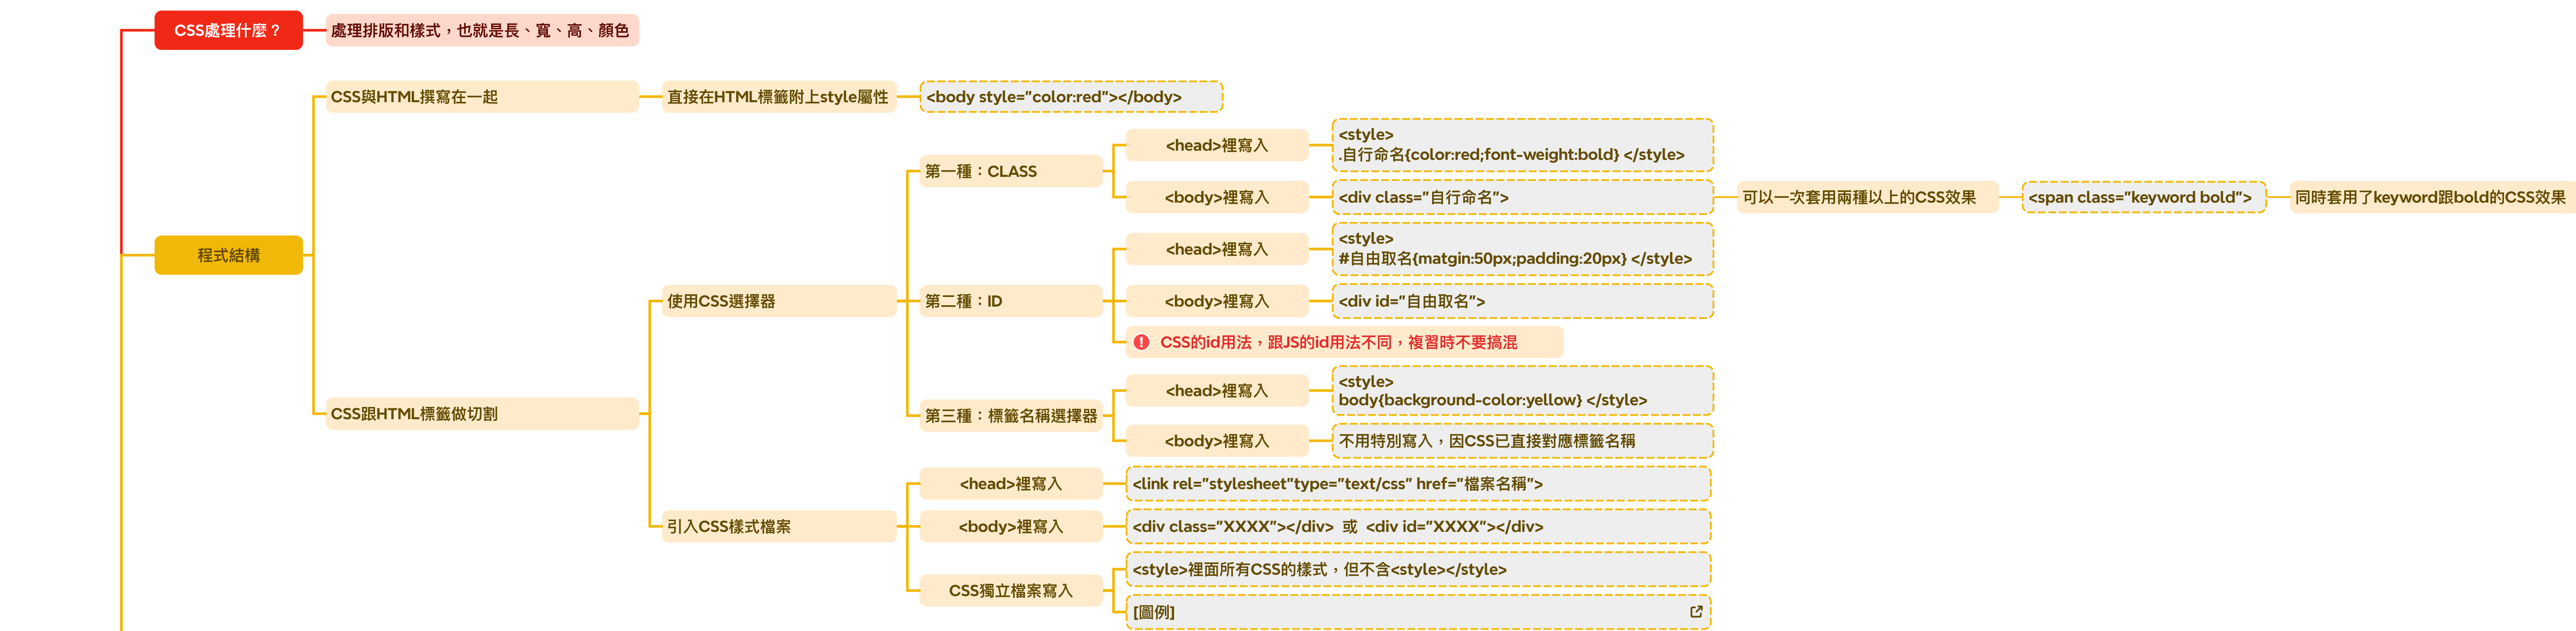 CSS處理什麼？
處理排版和樣式，也就是長、寬、高、顏色
程式結構
CSS與HTML撰寫在一起
直接在HTML標籤附上style屬性
<body style="color:red"></body>
CSS跟HTML標籤做切割
使用CSS選擇器
第一種：CLASS
<head>裡寫入
<style>
.自行命名{color:red;font-weight:bold} </style>
<body>裡寫入
<div class="自行命名">
可以一次套用兩種以上的CSS效果
<span class="keyword bold">
同時套用了keyword跟bold的CSS效果
第二種：ID
<head>裡寫入
<style>
#自由取名{matgin:50px;padding:20px} </style>
<body>裡寫入
<div id="自由取名">
CSS的id用法，跟JS的id用法不同，複習時不要搞混
第三種：標籤名稱選擇器
<head>裡寫入
<style>
body{background-color:yellow} </style>
<body>裡寫入
不用特別寫入，因CSS已直接對應標籤名稱
引入CSS樣式檔案
<head>裡寫入
<link rel="stylesheet"type="text/css" href="檔案名稱">
<body>裡寫入
<div class="XXXX"></div> 或 <div id="XXXX"></div>
CSS獨立檔案寫入
<style>裡面所有CSS的樣式，但不含<style></style>
[圖例]